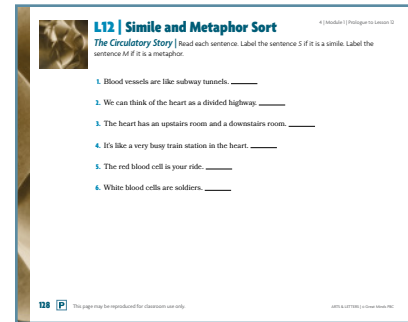 L12 | Simile and Metaphor Sort
4 | Module 1 | Prologue to Lesson 12
The Circulatory Story | Read each sentence. Label the sentence S if it is a simile. Label the
sentence M if it is a metaphor.
1. Blood vessels are like subway tunnels. ______
2. We can think of the heart as a divided highway. ______
3. The heart has an upstairs room and a downstairs room. ______
4. It's like a very busy train station in the heart. ______
5. The red blood cell is your ride. ______
6. White blood cells are soldiers. ______
128 P This page may be reproduced for classroom use only.
ARTS & LETTERS | © Great Minds PBC